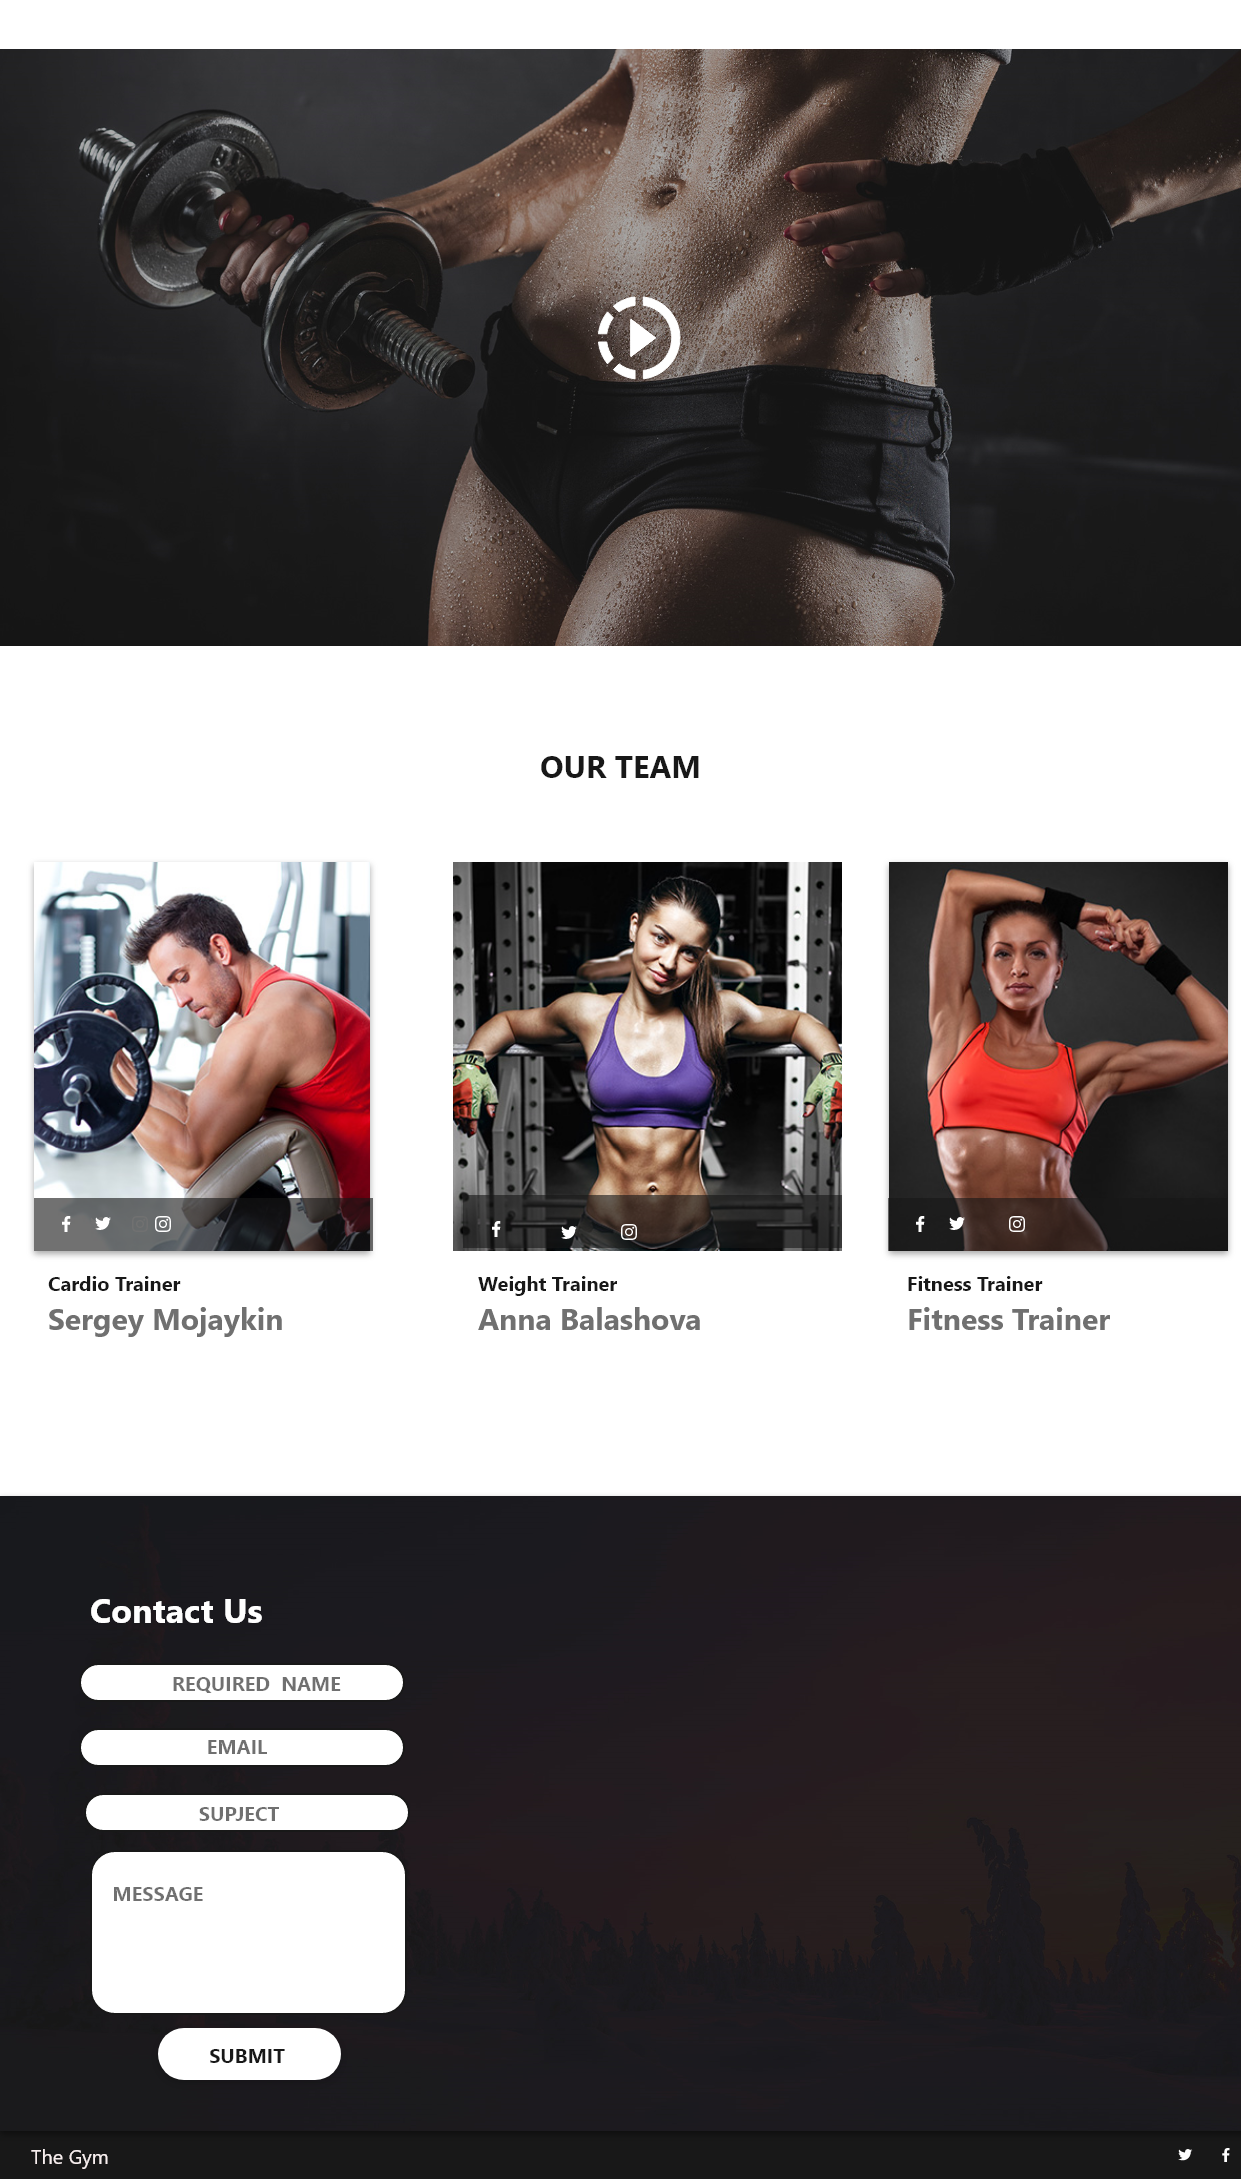 OUR TEAM
Cardio Trainer
Sergey Mojaykin
Weight Trainer
Anna Balashova
Fitness Trainer
Fitness Trainer
Contact Us
REQUIRED NAME
EMAIL
SUPJECT
MESSAGE
SUBMIT
The Gym